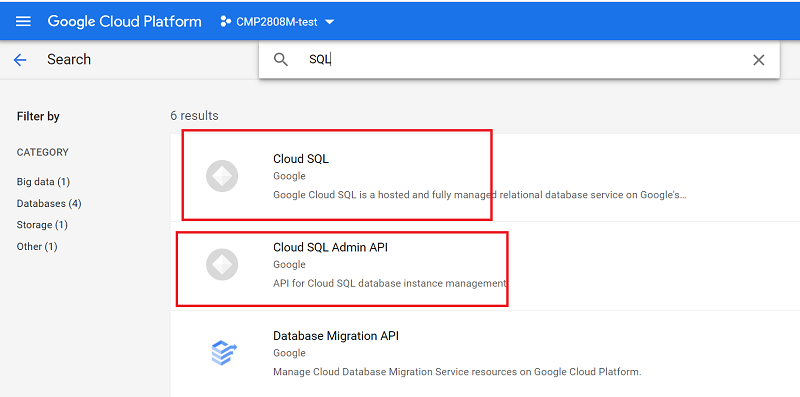 Google Cloud Platform CMP2808M-test
Search SQL
Filter by
6 results
CATEGORY
Big data (1)
Databases (4)
Storage (1)
Other (1)
Cloud SQL
Google
Google Cloud SQL is a hosted and fully managed relational database service on Google's…
Cloud SQL Admin API
Google
API for Cloud SQL database instance management
Database Migration API
Google
Manage Cloud Database Migration Service resources on Google Cloud Platform.